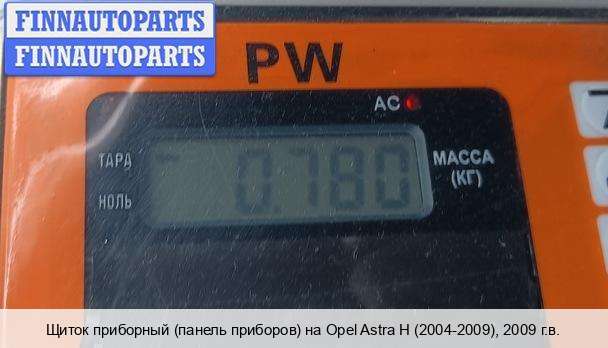 FINNAUTOPARTS
FINNAUTOPARTS
PW
AC
ТАРА
0.780
МАССА
(КГ)
НОЛЬ
Щиток приборный (панель приборов) на Opel Astra H (2004-2009), 2009 г.в.